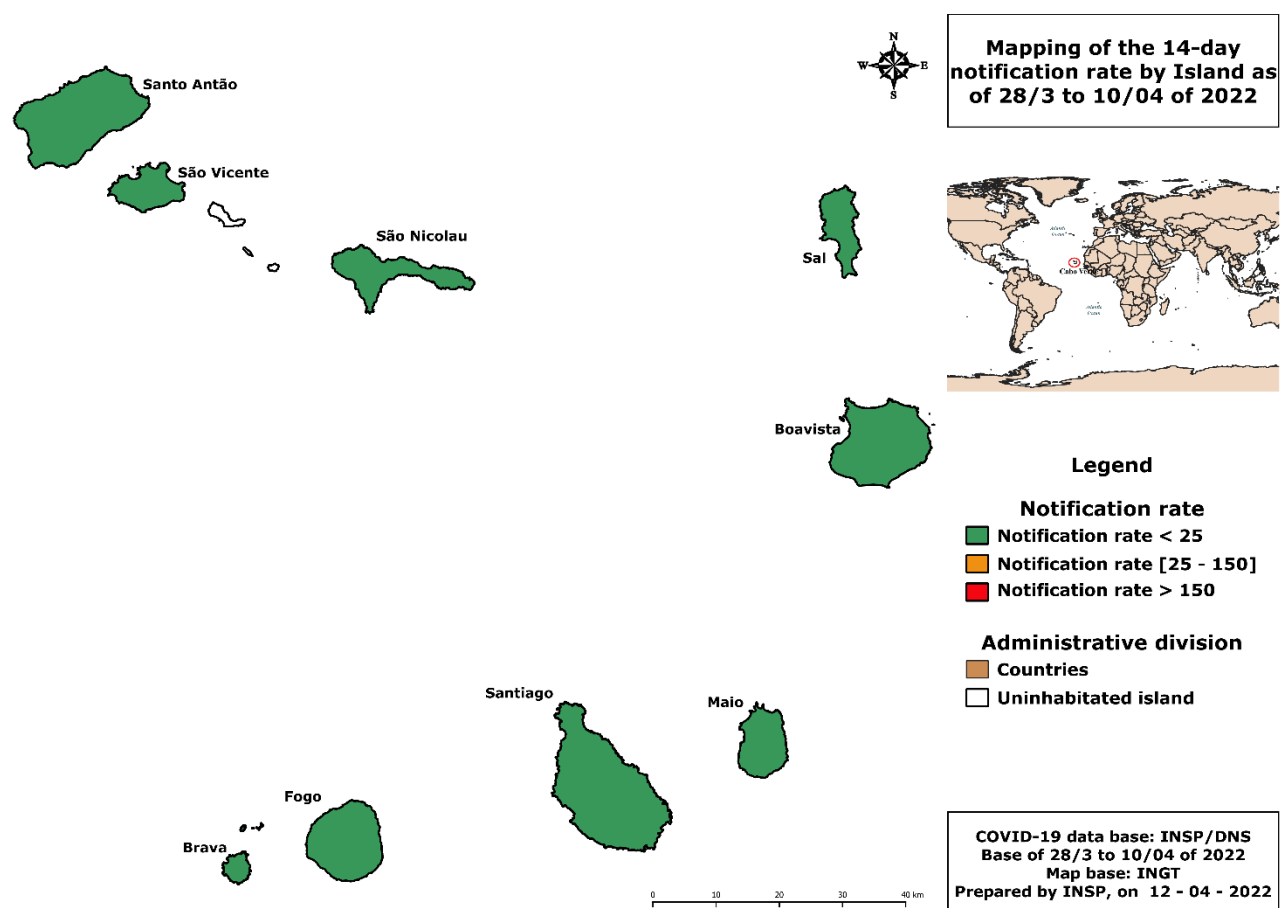 Mapping of the 14-day
notification rate by Island as
of 28/3 to 10/04 of 2022
N
W
E
S
Santo Antão
São Vicente
São Nicolau
Sal
Boavista
Santiago
Maio
Fogo
Brava
Cabo Verde
Legend
Notification rate
Notification rate < 25
Notification rate [25 - 150]
Notification rate > 150
Administrative division
Countries
Uninhabitated island
0 10 20 30 40 km
COVID-19 data base: INSP/DNS
Base of 28/3 to 10/04 of 2022
Map base: INGT
Prepared by INSP, on 12 - 04 - 2022